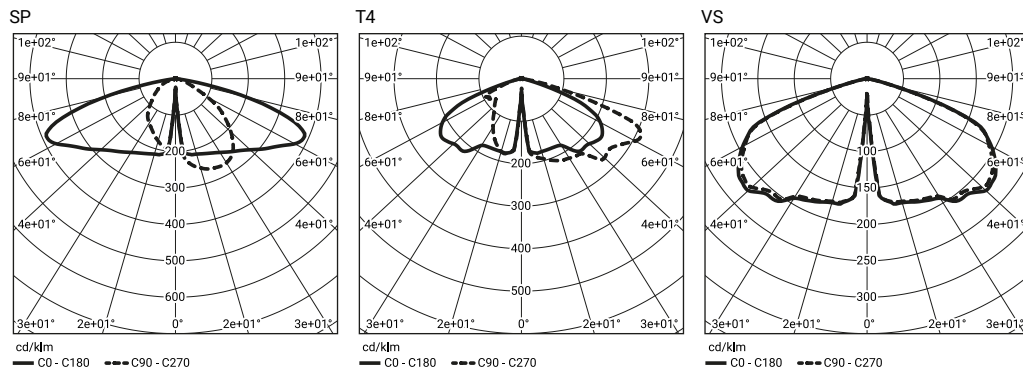 SP
T4
VS
1e+02° 1e+02° 1e+02° 1e+02° 1e+02° 1e+02°
9e+01° 9e+01° 9e+01° 9e+01° 9e+01° 9e+01
8e+01° 8e+01° 8e+01° 8e+01° 8e+01° 8e+01
100
200 200 150
6e+01° 6e+01° 6e+01° 6e+01° 6e+01° 6e+01
300 300 200
4e+01° 4e+01° 4e+01° 4e+01° 4e+01° 4e+01°
400 400 250
500
600 500 300
3e+01° 2e+01° 0° 2e+01° 3e+01° 3e+01° 2e+01° 0° 2e+01° 3e+01° 3e+01° 2e+01° 0° 2e+01° 3e+01°
cd/klm cd/klm cd/klm
C0 - C180 C90 - C270 C0 - C180 C90 - C270 C0 - C180 C90 - C270